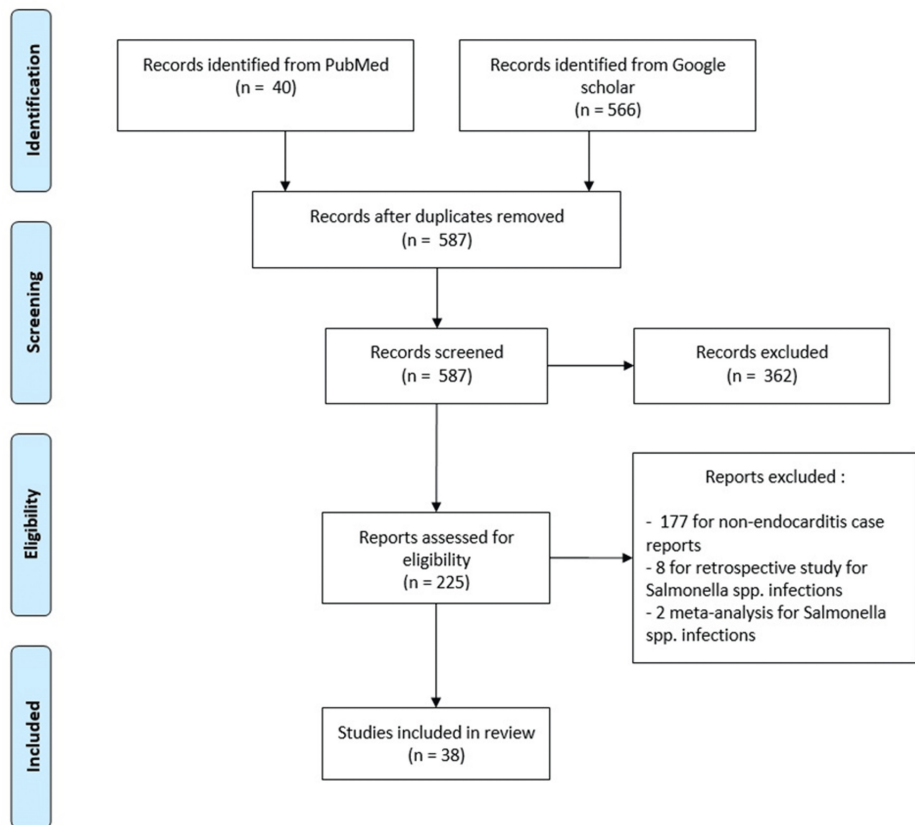 Identification
Records identified from PubMed
(n = 40)
Records identified from Google
scholar
(n = 566)
Records after duplicates removed
(n = 587)
Screening
Records screened
(n = 587)
Records excluded
(n = 362)
Eligibility
Reports assessed for
eligibility
(n = 225)
Reports excluded :
- 177 for non-endocarditis case
reports
- 8 for retrospective study for
Salmonella spp. infections
- 2 meta-analysis for Salmonella
spp. infections
Included
Studies included in review
(n = 38)